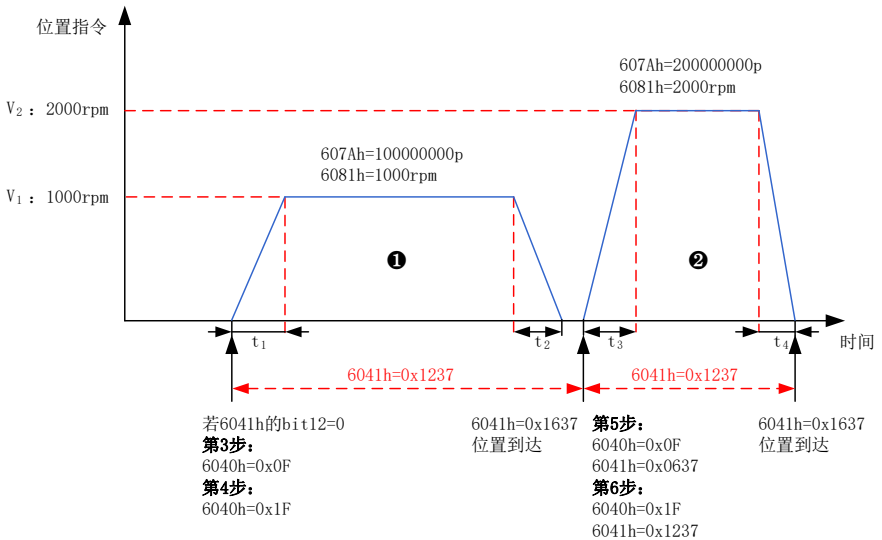 位置指令
607Ah=200000000p
6081h=2000rpm
V₂：2000rpm
607Ah=100000000p
6081h=1000rpm
V₁：1000rpm
❶
❷
t₁
t₂
t₃
t₄
时间
6041h=0x1237
6041h=0x1237
若6041h的bit12=0
第3步：
6040h=0x0F
第4步：
6040h=0x1F
6041h=0x1637
位置到达
第5步：
6040h=0x0F
6041h=0x0637
第6步：
6040h=0x1F
6041h=0x1237
6041h=0x1637
位置到达